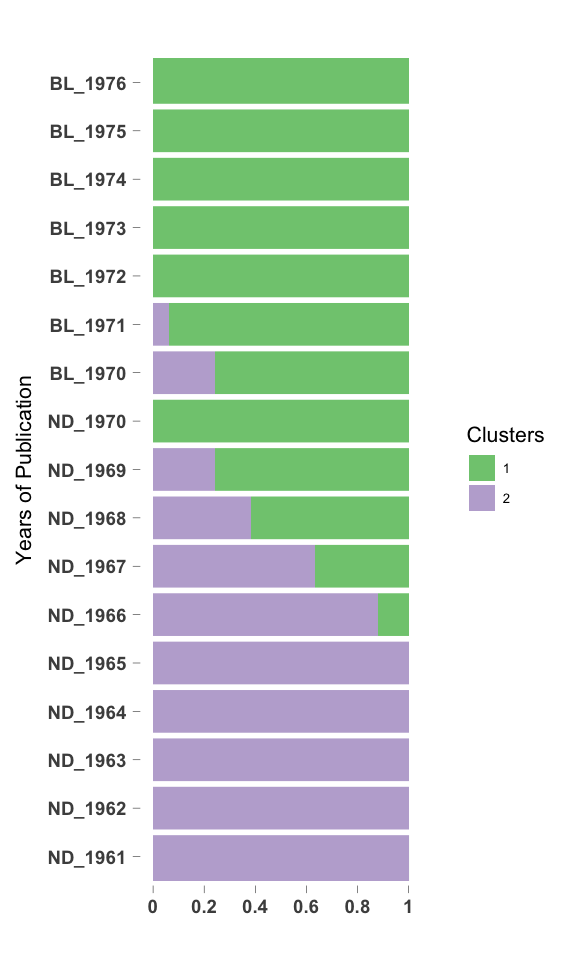 BL_1976
BL_1975
BL_1974
BL_1973
BL_1972
BL_1971
BL_1970
ND_1970
ND_1969
ND_1968
ND_1967
ND_1966
ND_1965
ND_1964
ND_1963
ND_1962
ND_1961
Years of Publication
0 0.2 0.4 0.6 0.8 1
Clusters
1
2